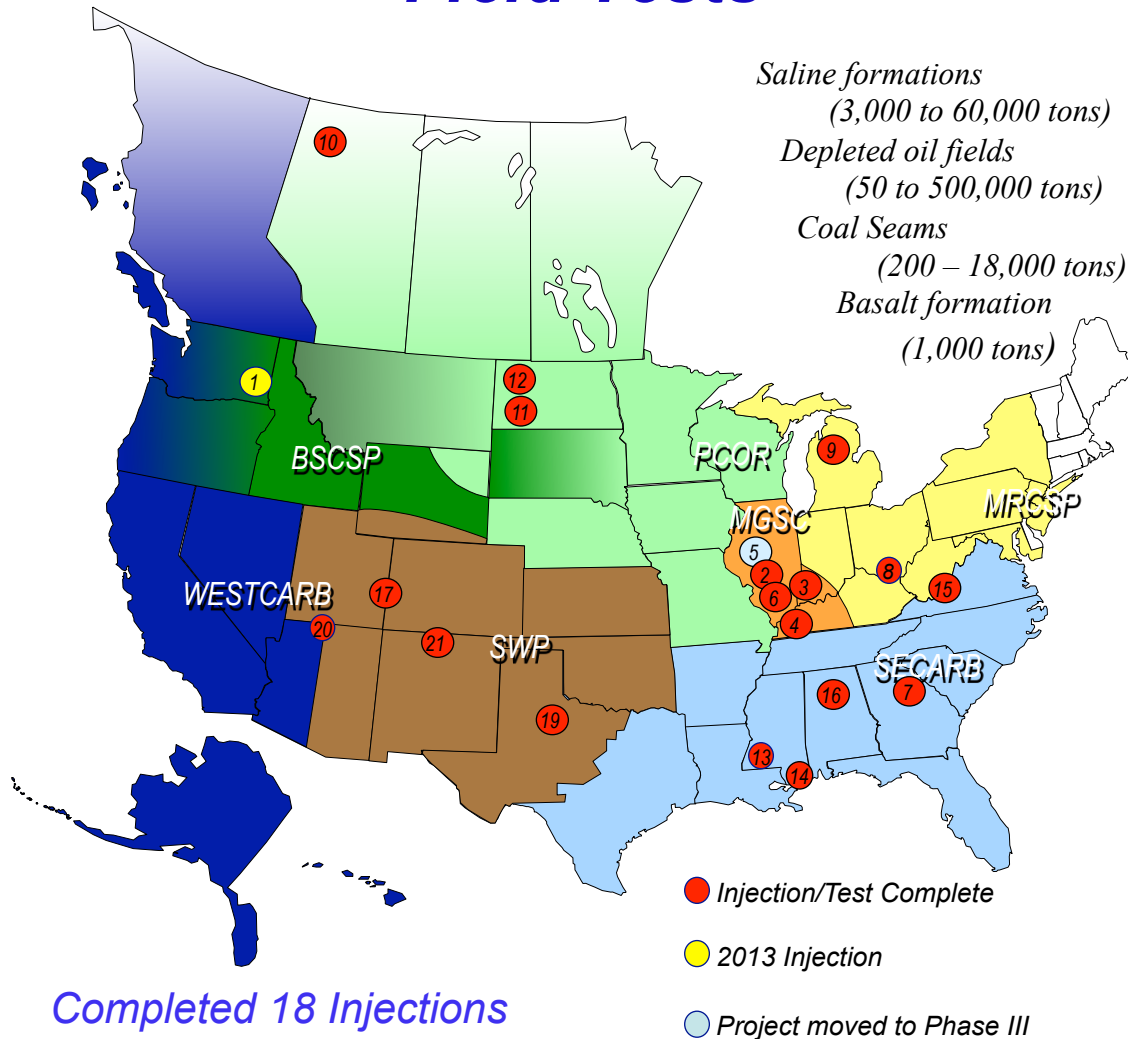 Field Tests
Saline formations
(3,000 to 60,000 tons)
Depleted oil fields
(50 to 500,000 tons)
Coal Seams
(200 – 18,000 tons)
Basalt formation
(1,000 tons)
10
1
12
11
BSCSP
PCOR
9
MGSC
MRCSP
5
2
3
6
4
8
15
WESTCARB
17
20
21
SWP
SECARB
16
7
19
13
14
Injection/Test Complete
2013 Injection
Completed 18 Injections
Project moved to Phase III